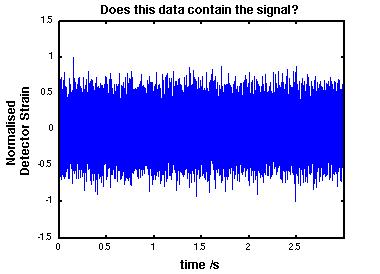 Does this data contain the signal?
1.5
1
0.5
0
-0.5
-1
-1.5
Normalised
Detector Strain
0 0.5 1 1.5 2 2.5
time /s